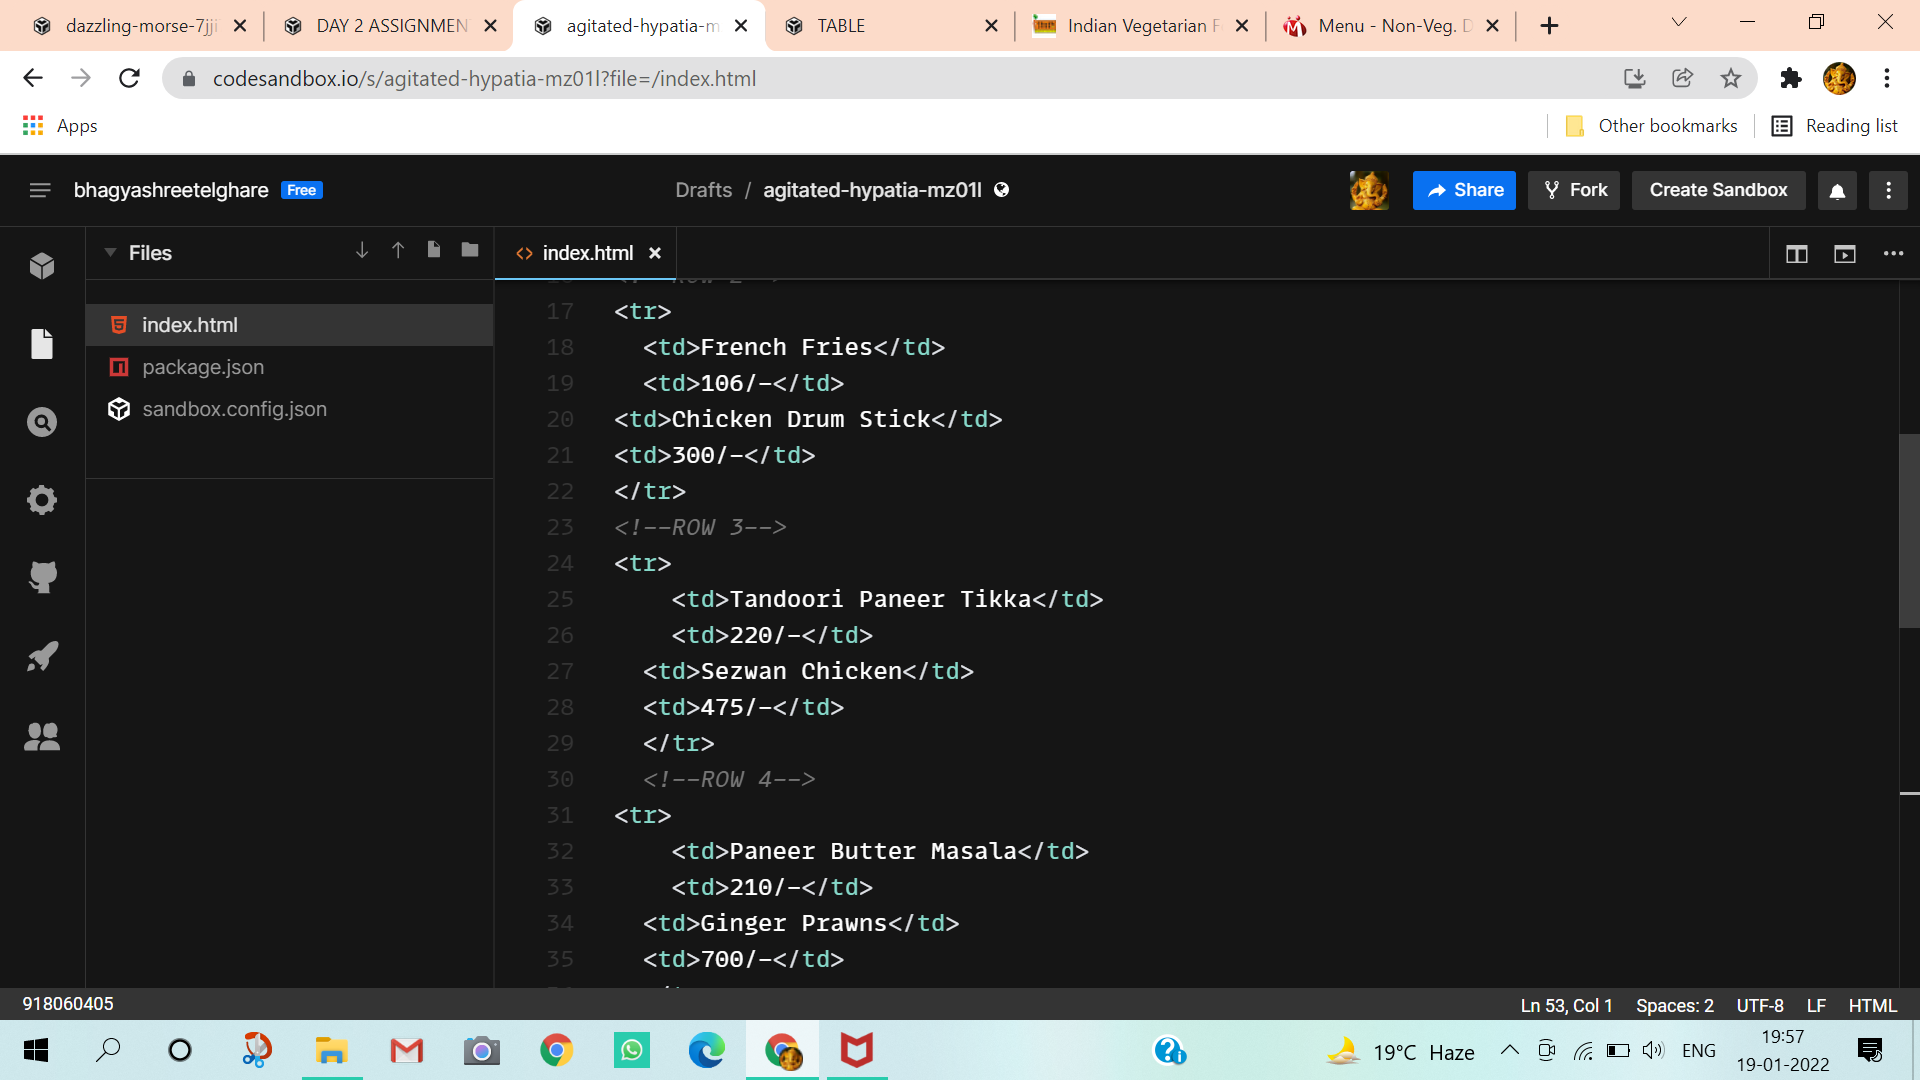 dazzling-morse-7jji
DAY 2 ASSIGNMEN
agitated-hypatia-m
TABLE
Indian Vegetarian F
Menu - Non-Veg. D
codesandbox.io/s/agitated-hypatia-mz01l?file=/index.html
Apps
Other bookmarks
Reading list
bhagyashreetelghare Free
Drafts / agitated-hypatia-mz01l
Share
Fork
Create Sandbox
Files
index.html
index.html
package.json
sandbox.config.json
17 <tr>
18 <td>French Fries</td>
19 <td>106/-</td>
20 <td>Chicken Drum Stick</td>
21 <td>300/-</td>
22 </tr>
23 <!--ROW 3-->
24 <tr>
25 <td>Tandoori Paneer Tikka</td>
26 <td>220/-</td>
27 <td>Sezwan Chicken</td>
28 <td>475/-</td>
29 </tr>
30 <!--ROW 4-->
31 <tr>
32 <td>Paneer Butter Masala</td>
33 <td>210/-</td>
34 <td>Ginger Prawns</td>
35 <td>700/-</td>
918060405
Ln 53, Col 1 Spaces: 2 UTF-8 LF HTML
19°C Haze
ENG
19:57
19-01-2022